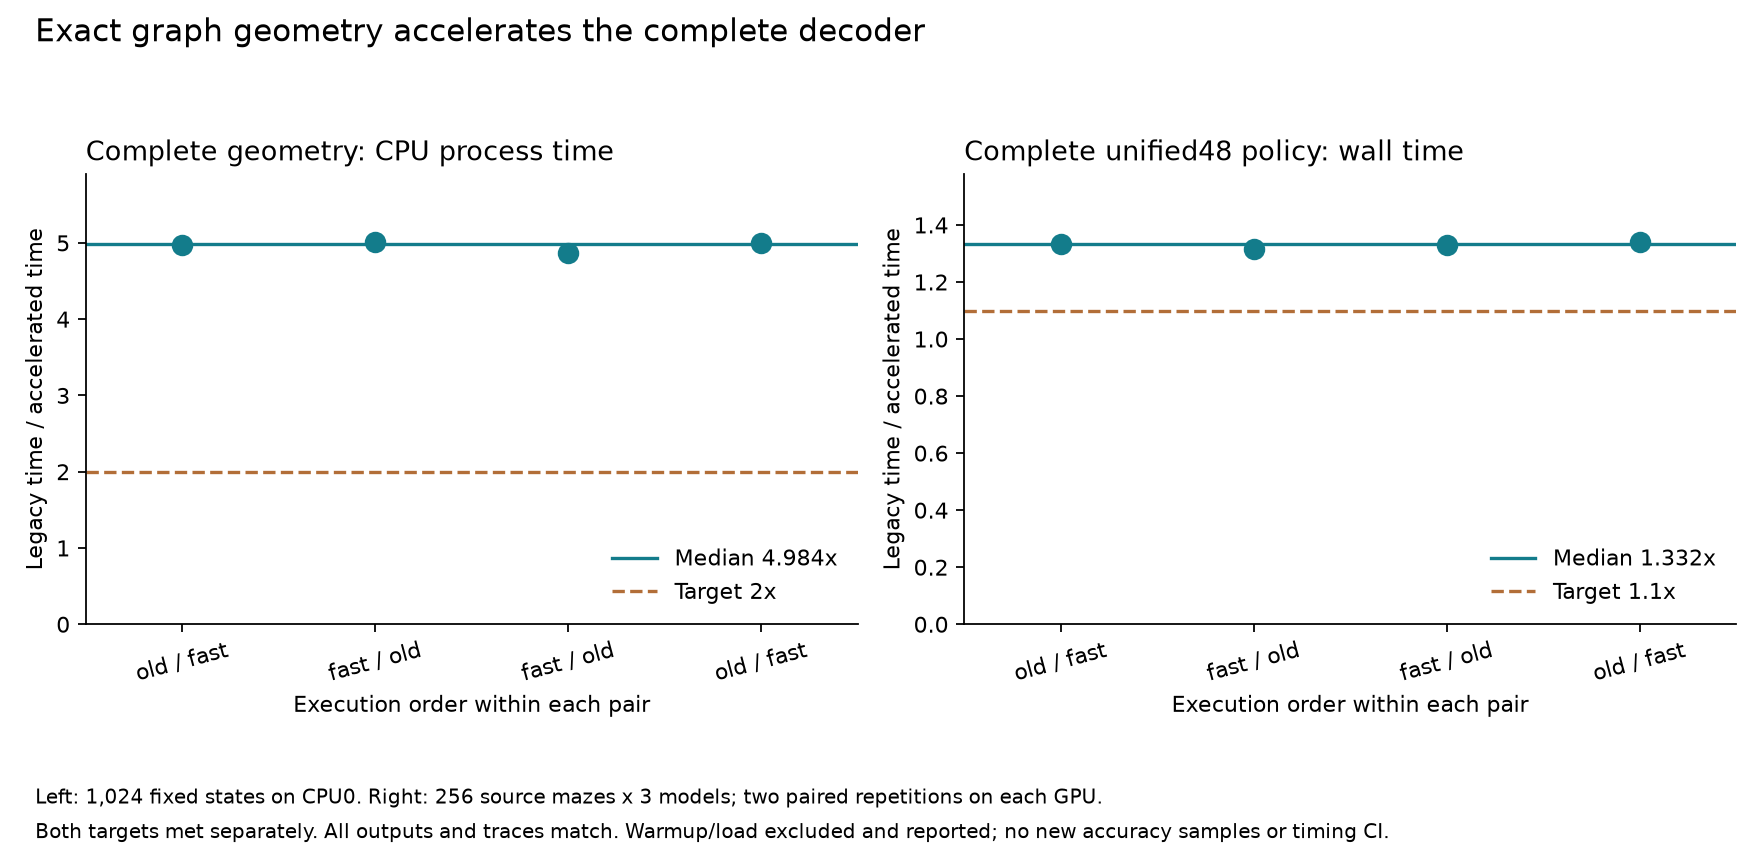 Exact graph geometry accelerates the complete decoder
Complete geometry: CPU process time
Legacy time / accelerated time
5
4
3
2
1
0
Median 4.984x
Target 2x
old / fast
fast / old
fast / old
old / fast
Execution order within each pair
Complete unified48 policy: wall time
Legacy time / accelerated time
1.4
1.2
1.0
0.8
0.6
0.4
0.2
0.0
Median 1.332x
Target 1.1x
old / fast
fast / old
fast / old
old / fast
Execution order within each pair
Left: 1,024 fixed states on CPU0. Right: 256 source mazes x 3 models; two paired repetitions on each GPU.
Both targets met separately. All outputs and traces match. Warmup/load excluded and reported; no new accuracy samples or timing CI.